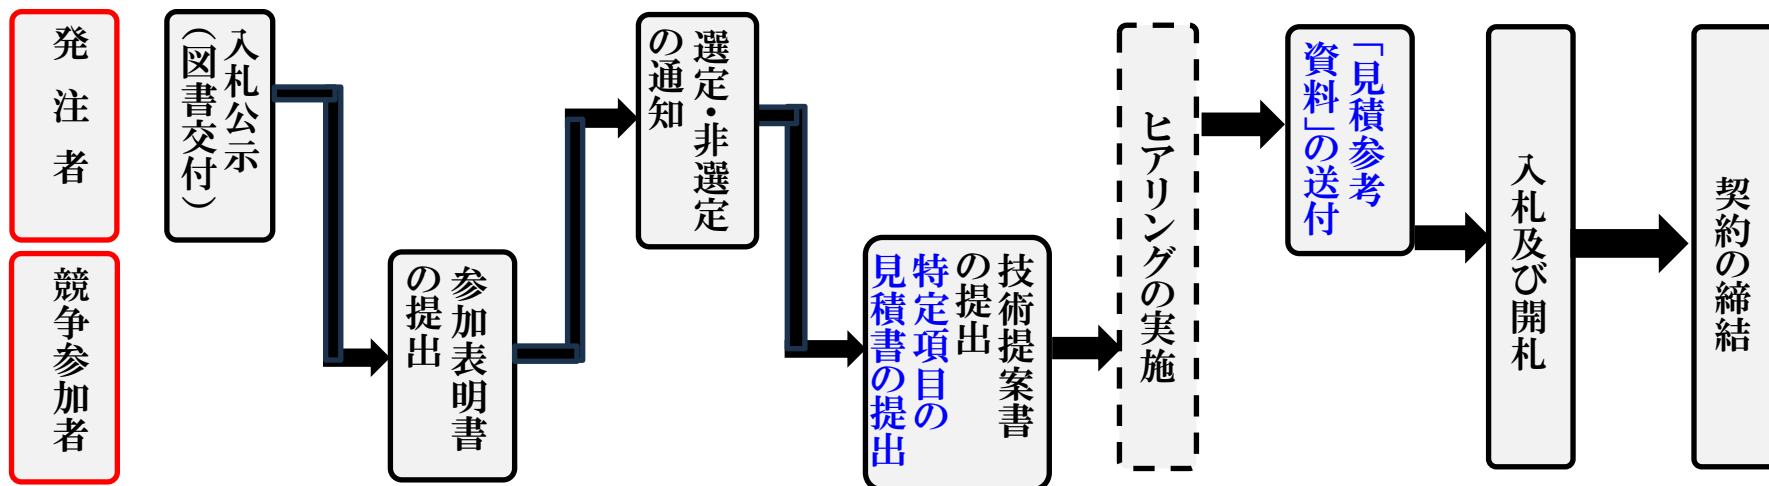 発注者
競争参加者
入札公示
（図書交付）
参加表明書
の提出
選定・非選定
の通知
技術提案書
の提出
特定項目の
見積書の提出
ヒアリングの実施
「見積参考
資料」の送付
入札及び開札
契約の締結